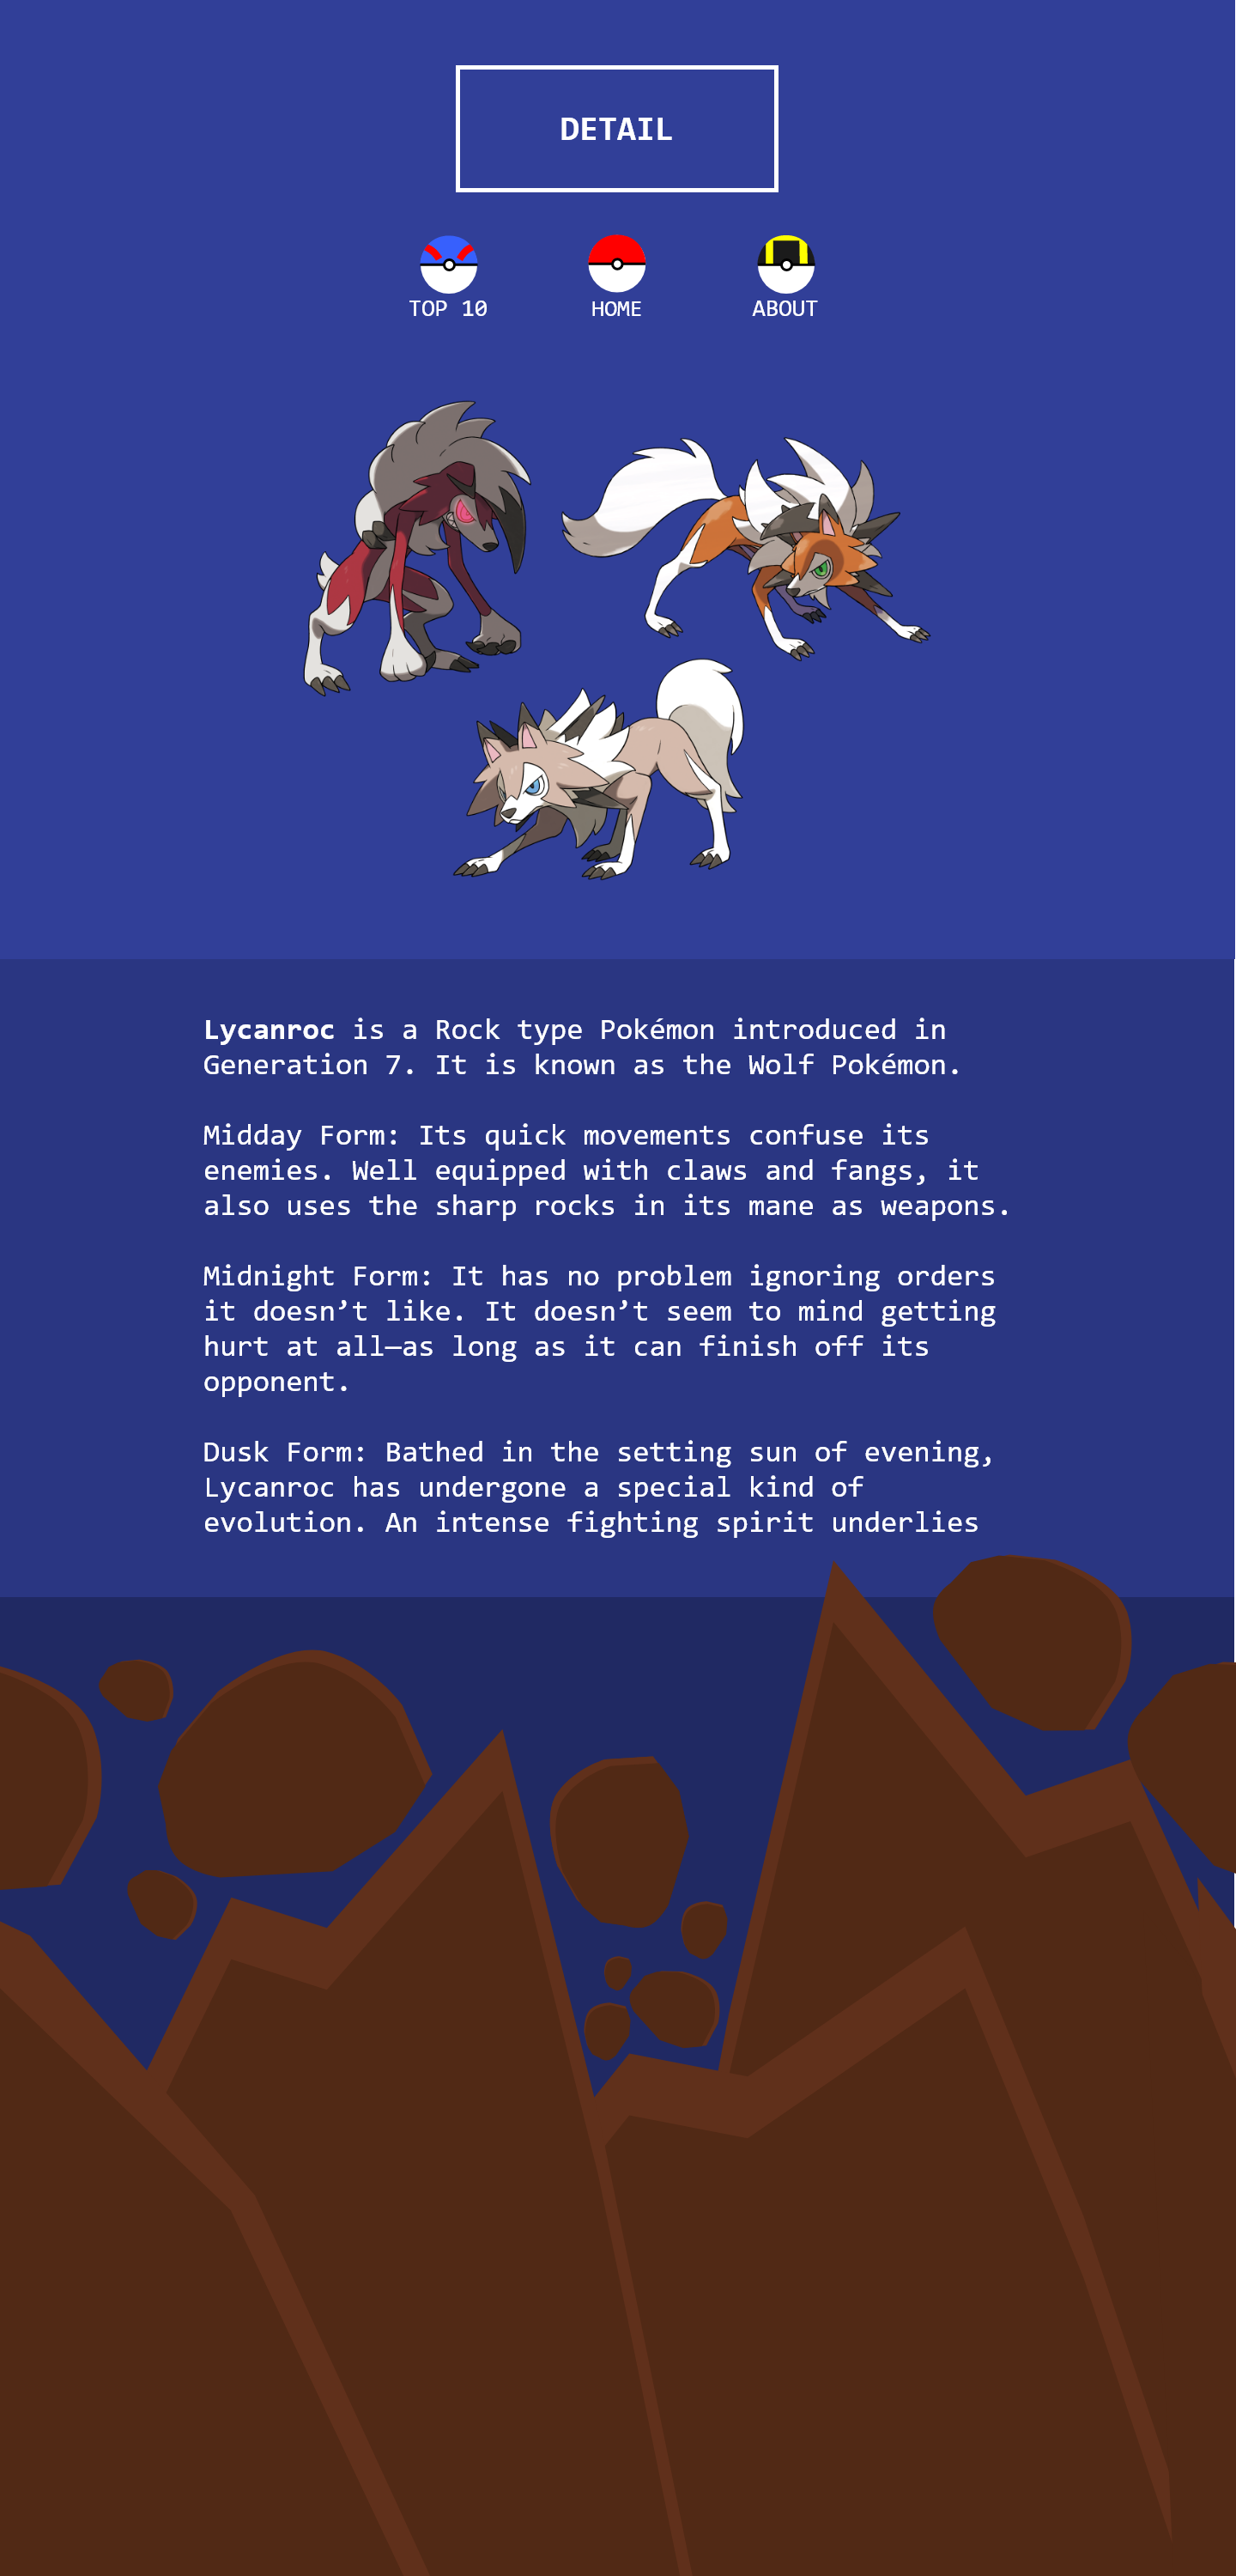 DETAIL
TOP 10
HOME
ABOUT
Lycanroc is a Rock type Pokémon introduced in
Generation 7. It is known as the Wolf Pokémon.
Midday Form: Its quick movements confuse its
enemies. Well equipped with claws and fangs, it
also uses the sharp rocks in its mane as weapons.
Midnight Form: It has no problem ignoring orders
it doesn’t like. It doesn’t seem to mind getting
hurt at all—as long as it can finish off its
opponent.
Dusk Form: Bathed in the setting sun of evening,
Lycanroc has undergone a special kind of
evolution. An intense fighting spirit underlies